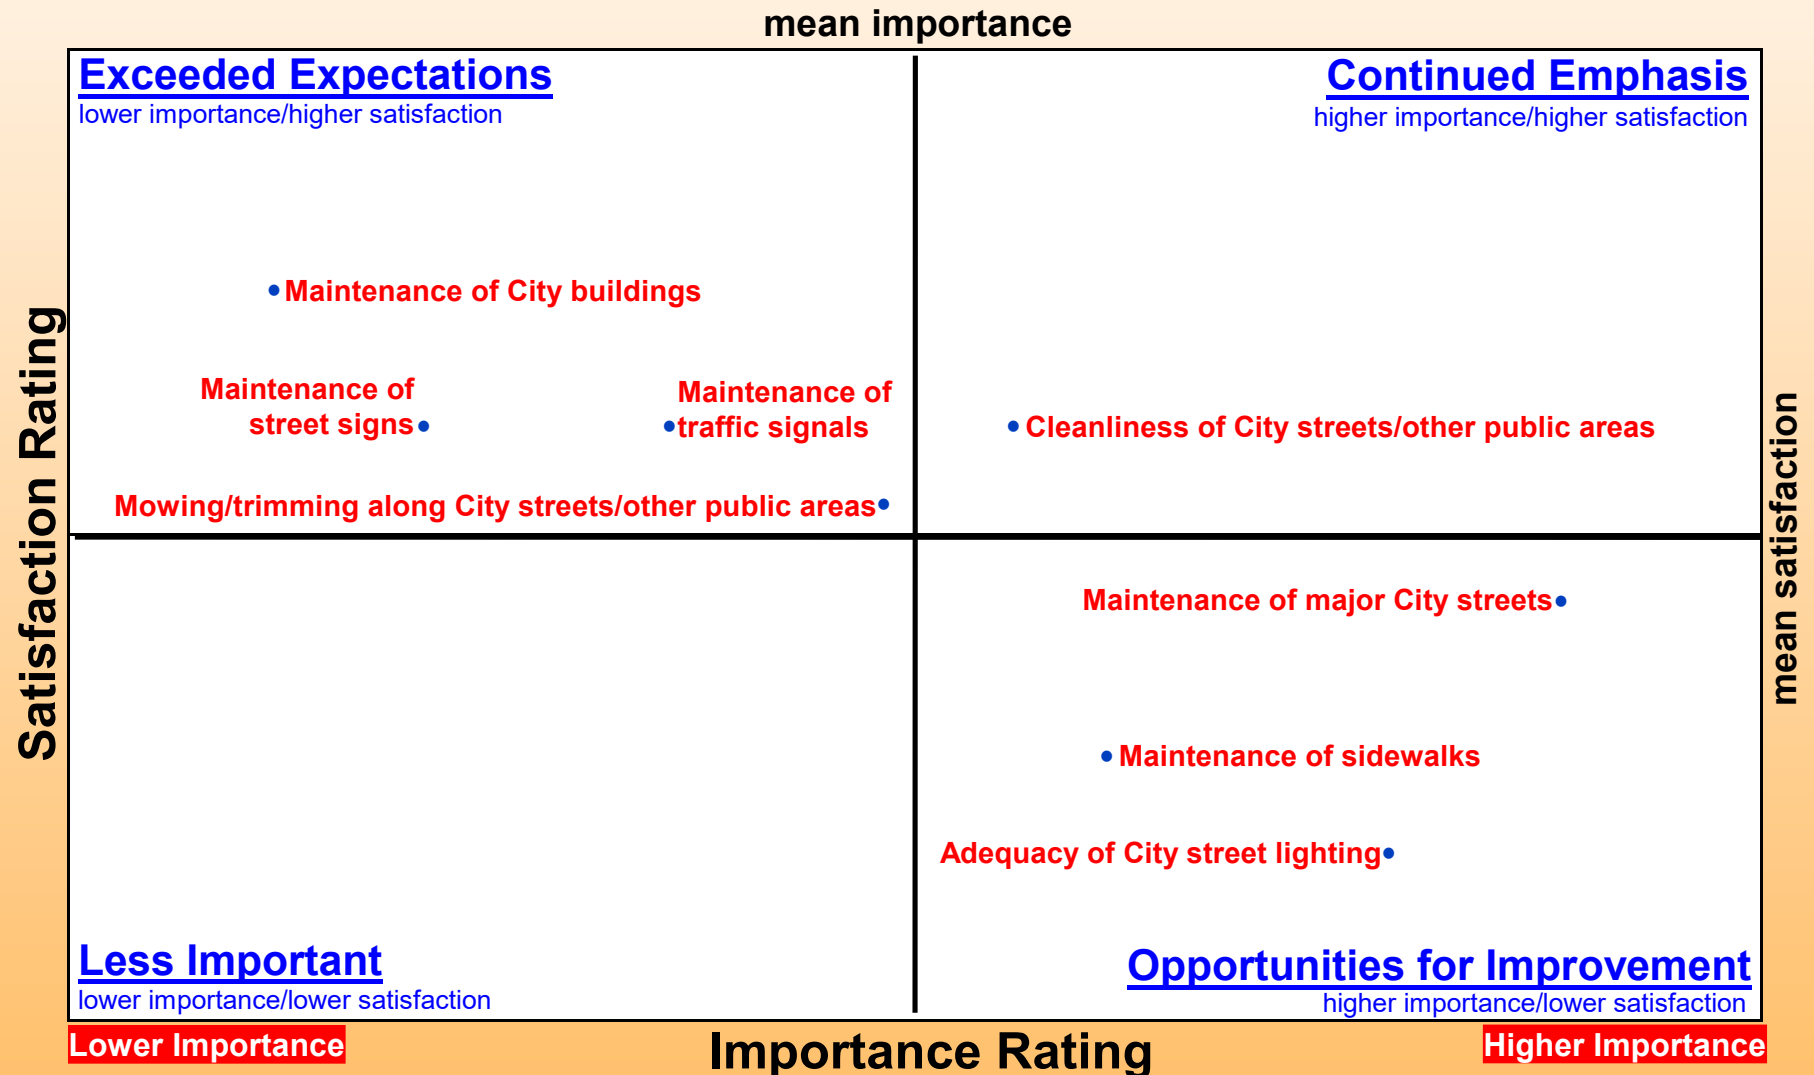 mean importance
Exceeded Expectations
lower importance/higher satisfaction
Continued Emphasis
higher importance/higher satisfaction
Maintenance of City buildings
Maintenance of
street signs
Maintenance of
traffic signals
Cleanliness of City streets/other public areas
Mowing/trimming along City streets/other public areas
Satisfaction Rating
mean satisfaction
Maintenance of major City streets
Maintenance of sidewalks
Adequacy of City street lighting
Less Important
lower importance/lower satisfaction
Opportunities for Improvement
higher importance/lower satisfaction
Lower Importance
Importance Rating
Higher Importance